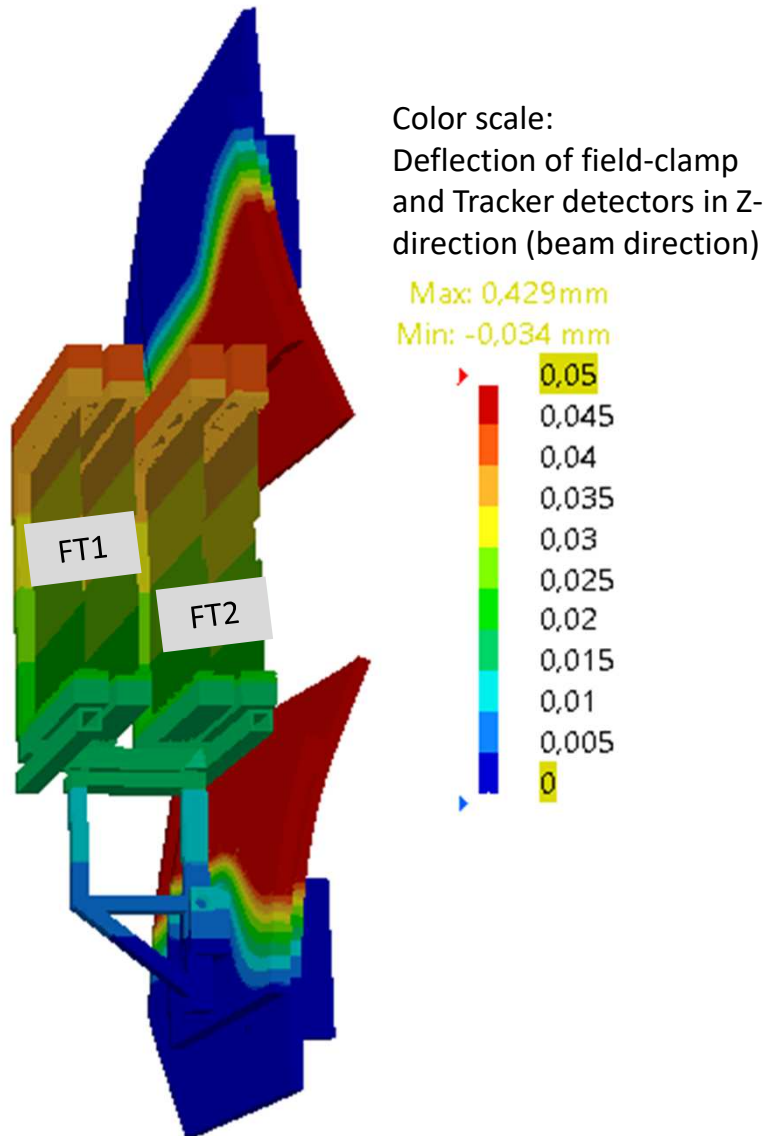 Color scale:
Deflection of field-clamp
and Tracker detectors in Z-
direction (beam direction)
Max: 0,429mm
Min: -0,034 mm
0,05
0,045
0,04
0,035
0,03
0,025
0,02
0,015
0,01
0,005
0
FT1
FT2